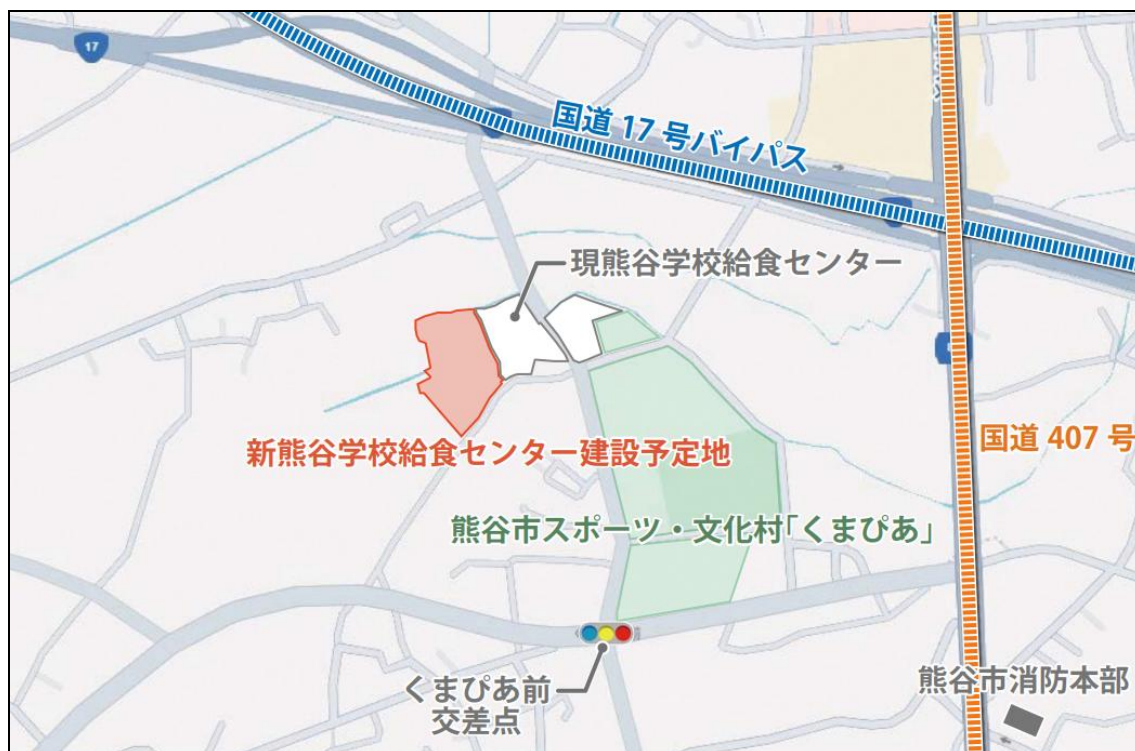 17
国道 17 号バイパス
現熊谷学校給食センター
新熊谷学校給食センター建設予定地
国道 407 号
熊谷市スポーツ・文化村「くまぴあ」
くまぴあ前
交差点
熊谷市消防本部